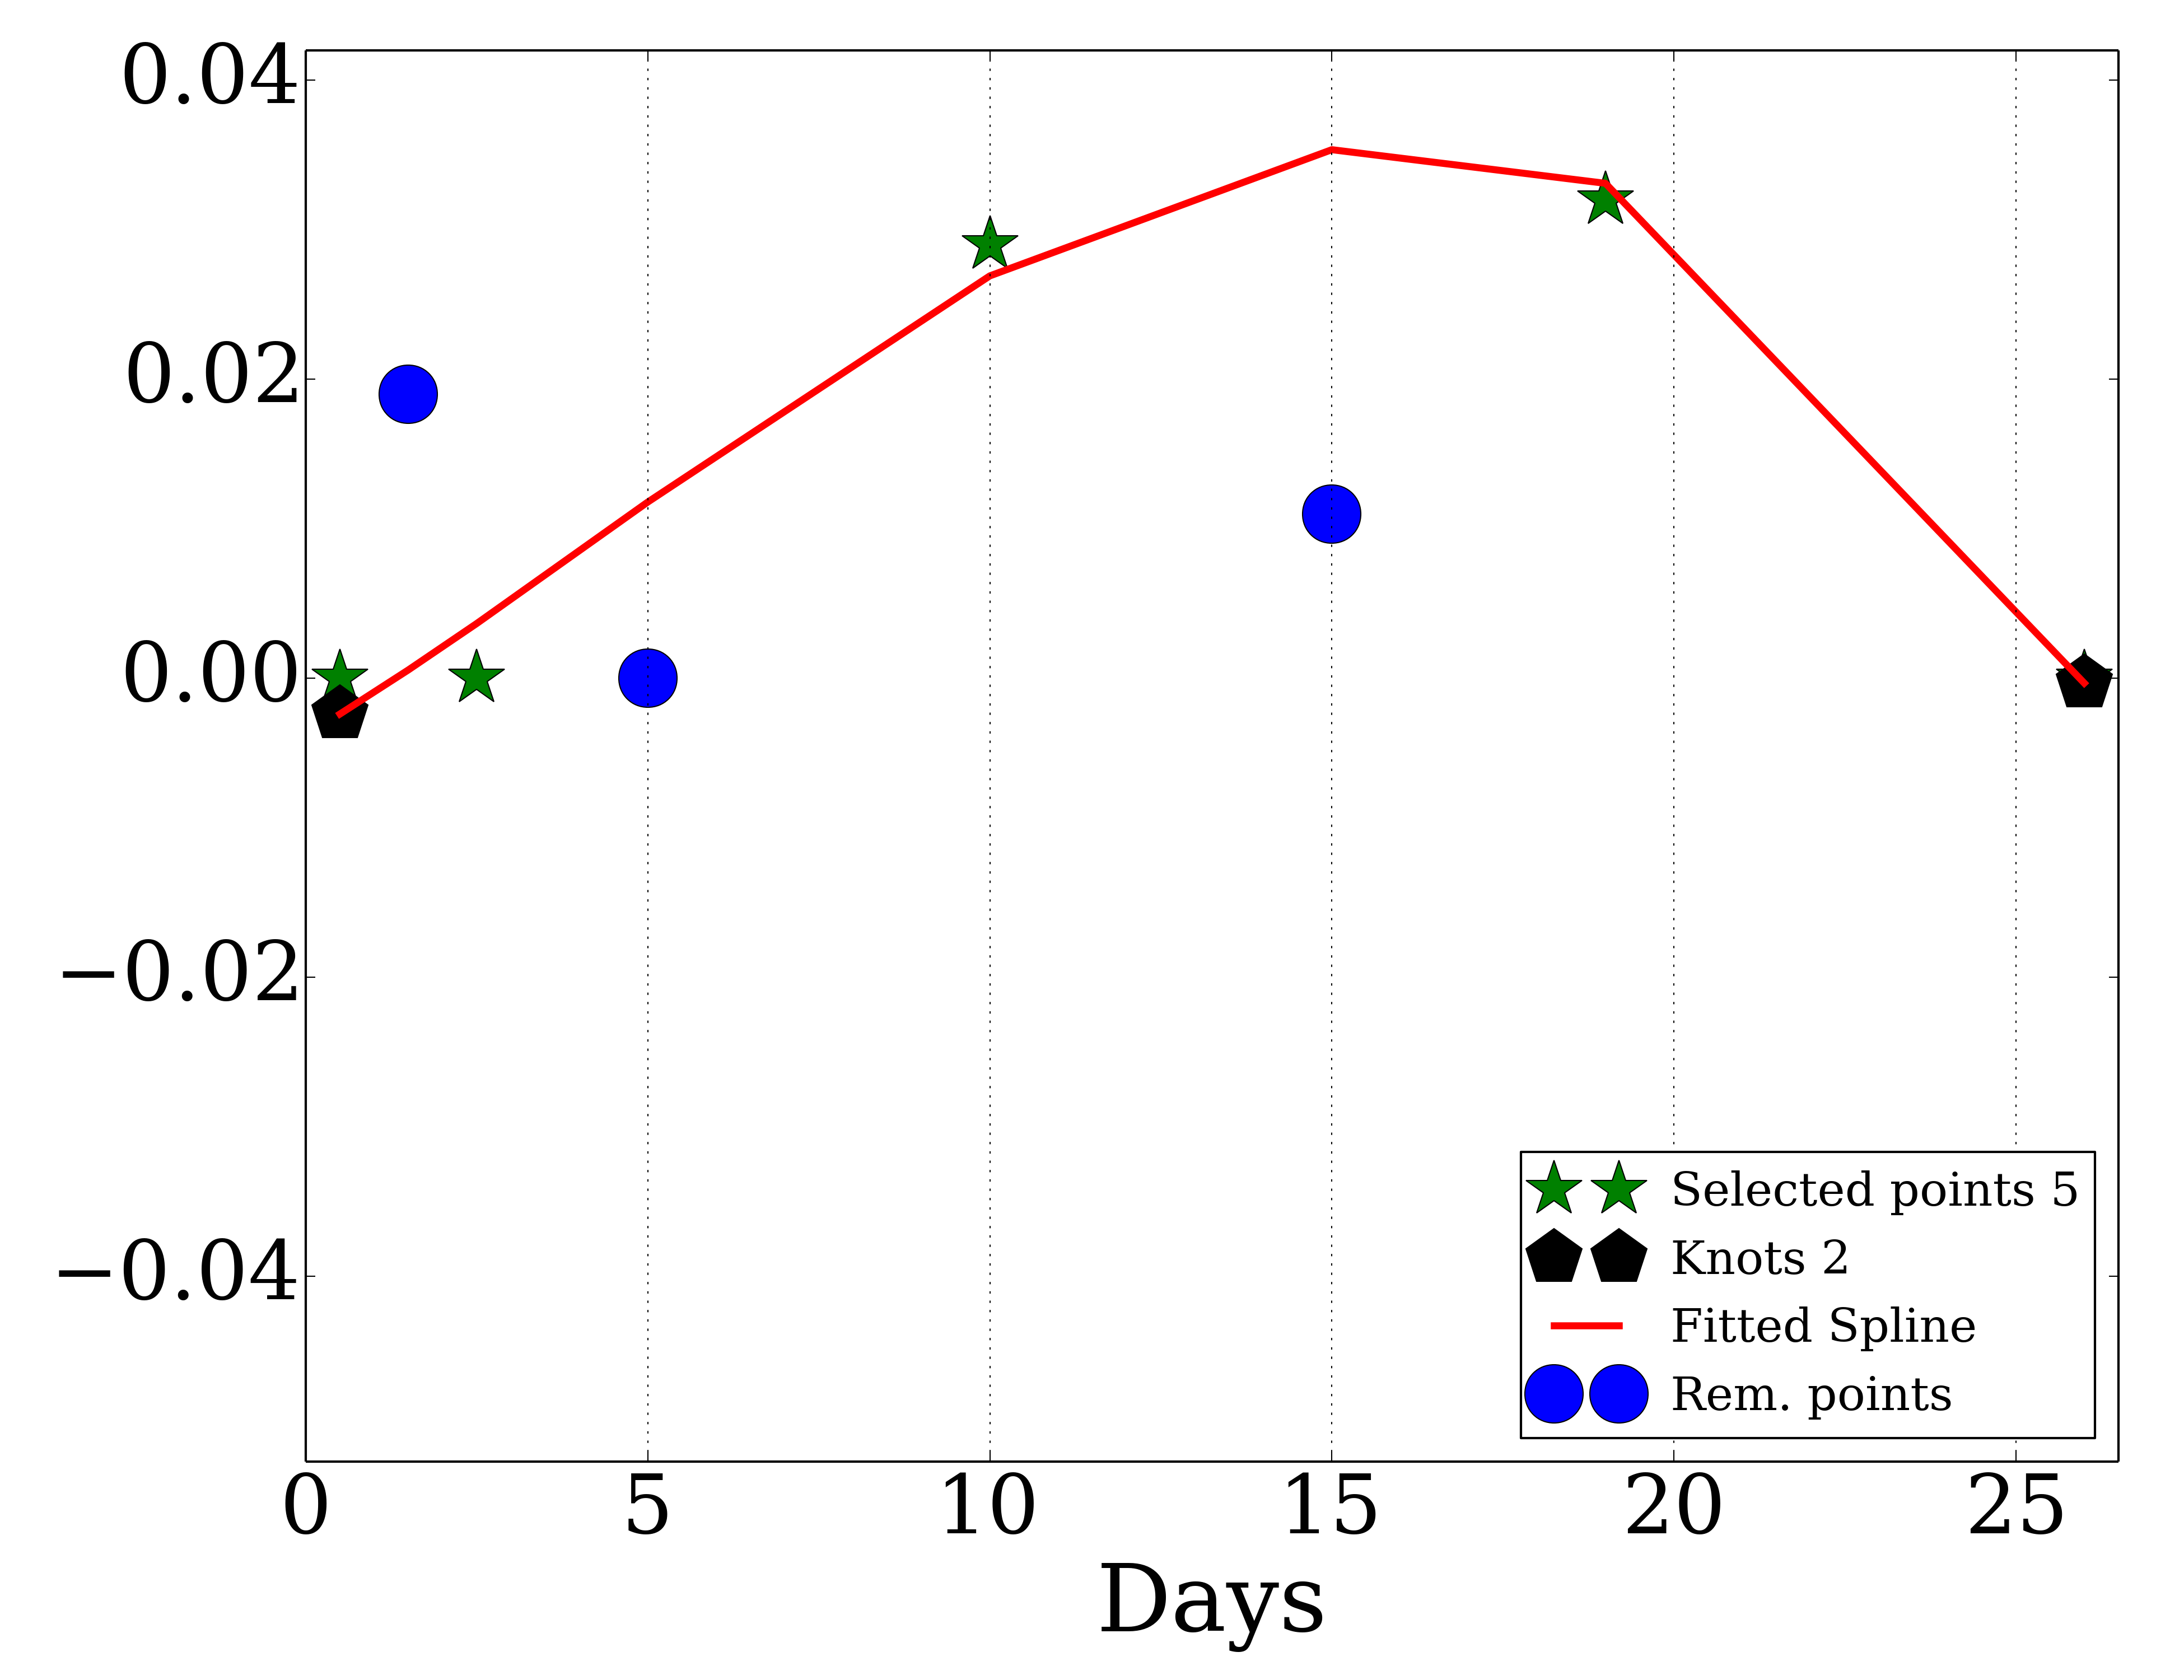 0.04
0.02
0.00
−0.02
−0.04
Selected points 5
Knots 2
Fitted Spline
Rem. points
0 5 10 15 20 25
Days